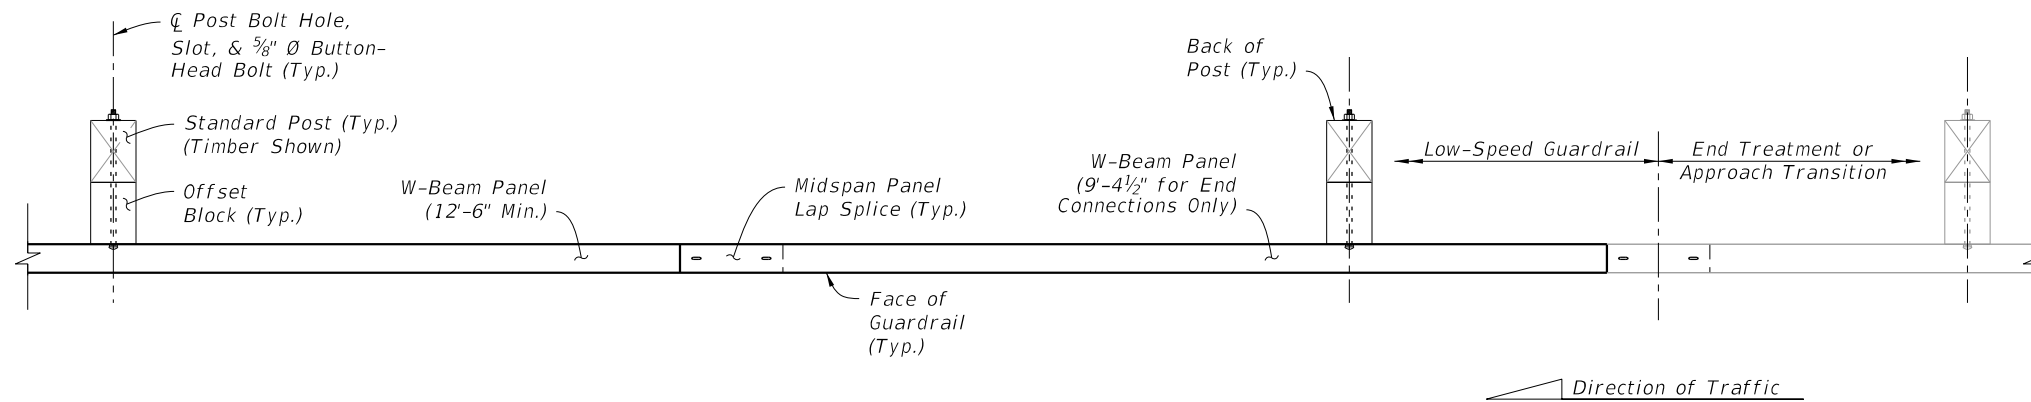 ℄ Post Bolt Hole,
Slot, & ⅝" Ø Button-
Head Bolt (Typ.)
Standard Post (Typ.)
(Timber Shown)
Offset
Block (Typ.)
W-Beam Panel
(12'-6" Min.)
Midspan Panel
Lap Splice (Typ.)
Face of
Guardrail
(Typ.)
W-Beam Panel
(9'-4½" for End
Connections Only)
Back of
Post (Typ.)
Low-Speed Guardrail
End Treatment or
Approach Transition
Direction of Traffic